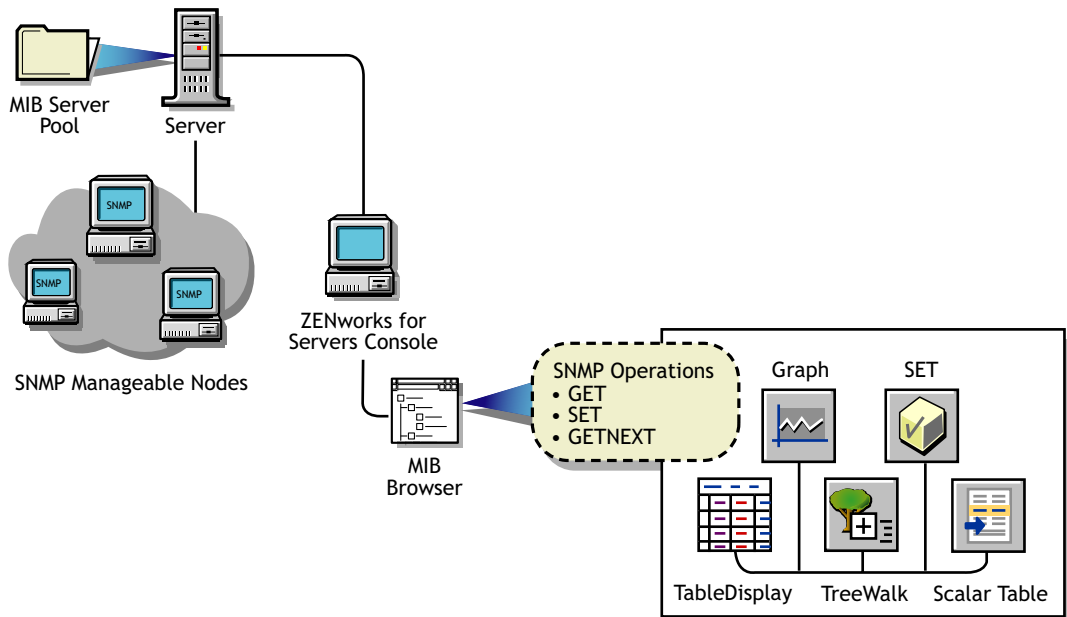 MIB Server
Pool
Server
SNMP
SNMP
SNMP
SNMP Manageable Nodes
ZENworks for
Servers Console
MIB
Browser
SNMP Operations
• GET
• SET
• GETNEXT
Graph
SET
TableDisplay
TreeWalk
Scalar Table